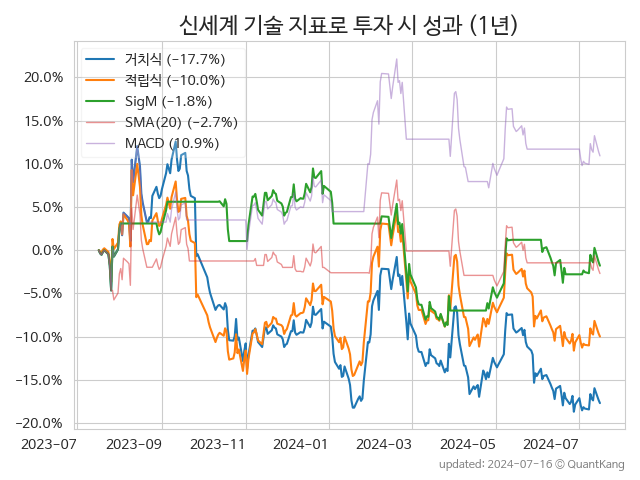 신세계 기술 지표로 투자 시 성과 (1년)
거치식 (−17.7%)
적립식 (−10.0%)
SigM (−1.8%)
SMA(20) (−2.7%)
MACD (10.9%)
20.0%
15.0%
10.0%
5.0%
0.0%
−5.0%
−10.0%
−15.0%
−20.0%
2023-07 2023-09 2023-11 2024-01 2024-03 2024-05 2024-07
updated: 2024-07-16 © QuantKang